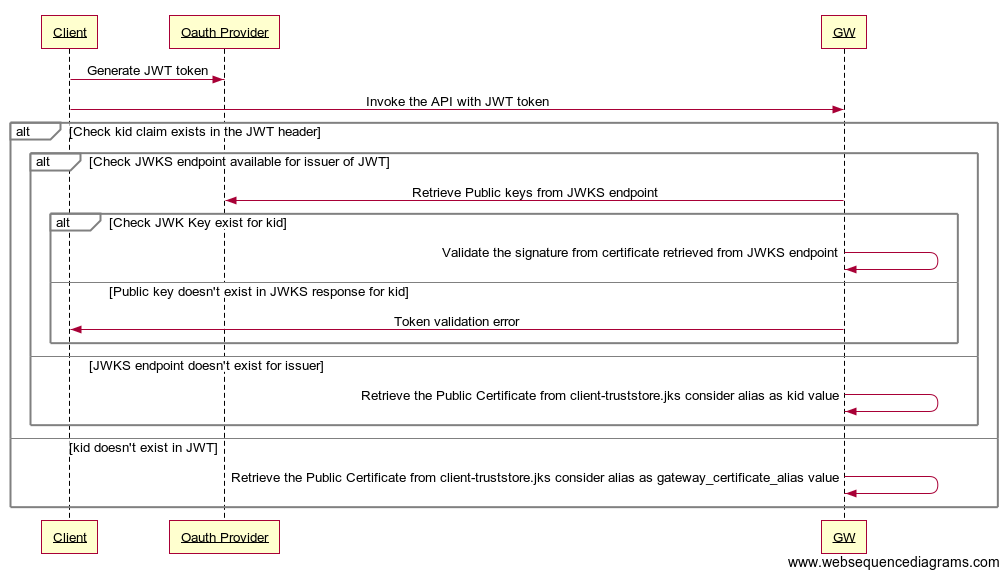 Client
Oauth Provider
GW
Generate JWT token
Invoke the API with JWT token
alt
[Check kid claim exists in the JWT header]
alt
[Check JWKS endpoint available for issuer of JWT]
Retrieve Public keys from JWKS endpoint
alt
[Check JWK Key exist for kid]
Validate the signature from certificate retrieved from JWKS endpoint
[Public key doesn't exist in JWKS response for kid]
Token validation error
[JWKS endpoint doesn't exist for issuer]
Retrieve the Public Certificate from client-truststore.jks consider alias as kid value
[kid doesn't exist in JWT]
Retrieve the Public Certificate from client-truststore.jks consider alias as gateway_certificate_alias value
Client
Oauth Provider
GW
www.websequencediagrams.com